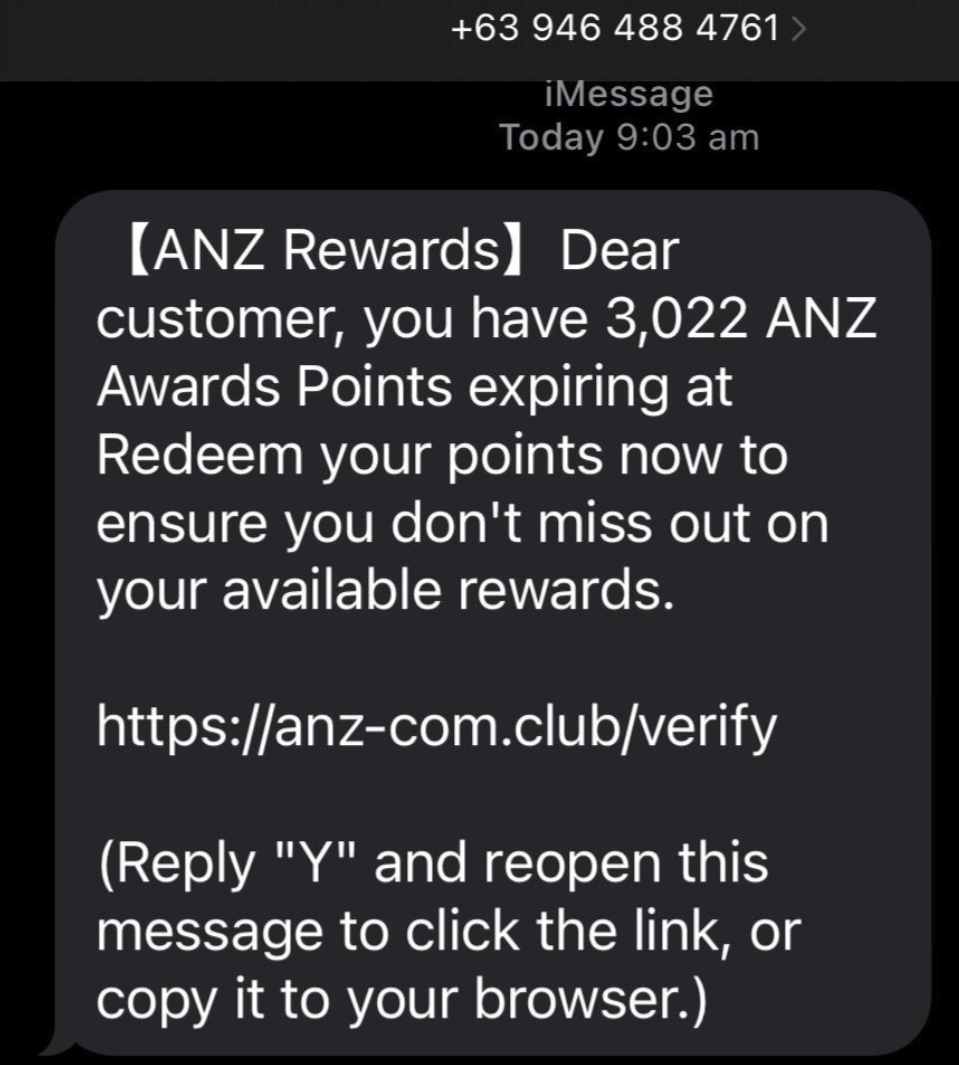 +63 946 488 4761 >
iMessage
Today 9:03 am
【ANZ Rewards】 Dear
customer, you have 3,022 ANZ
Awards Points expiring at
Redeem your points now to
ensure you don't miss out on
your available rewards.
https://anz-com.club/verify
(Reply "Y" and reopen this
message to click the link, or
copy it to your browser.)